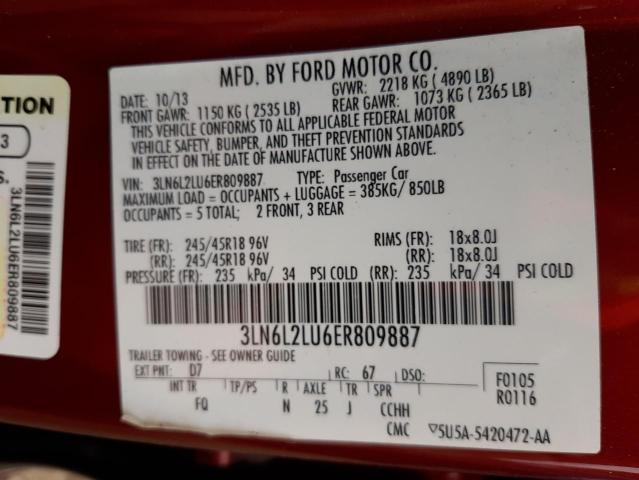 MFD. BY FORD MOTOR CO.
DATE: 10/13 GVWR: 2218 KG ( 4890 LB)
FRONT GAWR: 1150 KG ( 2535 LB) REAR GAWR: 1073 KG ( 2365 LB)
THIS VEHICLE CONFORMS TO ALL APPLICABLE FEDERAL MOTOR
VEHICLE SAFETY, BUMPER, AND THEFT PREVENTION STANDARDS
IN EFFECT ON THE DATE OF MANUFACTURE SHOWN ABOVE.
VIN: 3LN6L2LU6ER809887 TYPE: Passenger Car
MAXIMUM LOAD = OCCUPANTS + LUGGAGE = 385KG/ 850LB
OCCUPANTS = 5 TOTAL; 2 FRONT, 3 REAR
TIRE (FR): 245/45R18 96V RIMS (FR): 18x8.0J
(RR): 245/45R18 96V (RR): 18x8.0J
PRESSURE (FR): 235 kPa/ 34 PSI COLD (RR): 235 kPa/ 34 PSI COLD
3LN6L2LU6ER809887
TRAILER TOWING - SEE OWNER GUIDE
EXT PNT: D7 RC: 67 DSO:
INT TR TP/PS R AXLE TR SPR
FQ N 25 J CCHH
F0105
R0116
CMC ▽5U5A-5420472-AA
TION
3
S.
3LN6L2LU6ER809887